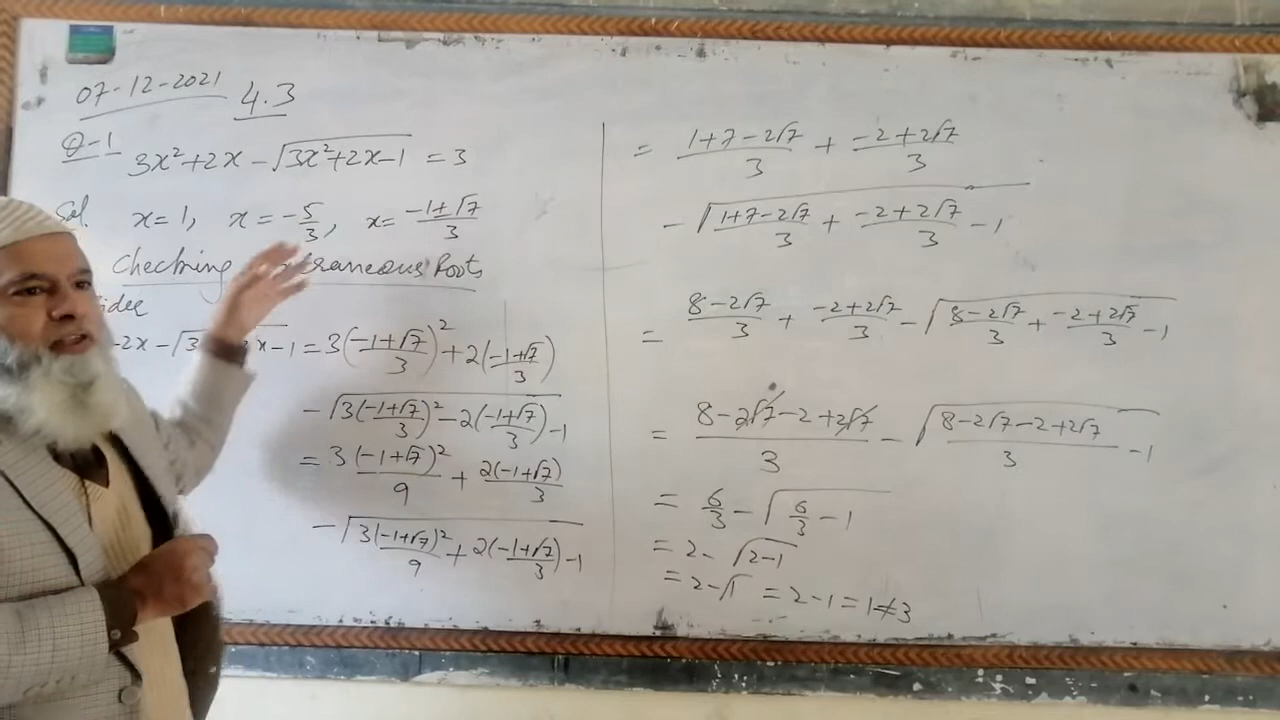 07-12-2021 4.3
Q-1 3x²+2x-√(3x²+2x-1) = 3
Sol. x=1, x=-5/3, x=(-1+√7)/3
Checking Extraneous Roots
-2x-√(3 x-1) = 3((-1+√7)/3)²+2((-1+√7)/3)
-√(3((-1+√7)/3)²-2((-1+√7)/3)-1)
= 3(-1+√7)²/9 + 2(-1+√7)/3
-√(3(-1+√7)²/9 + 2(-1+√7)/3 -1)
= (1+7-2√7)/3 + (-2+2√7)/3
-√((1+7-2√7)/3 + (-2+2√7)/3 -1)
= (8-2√7)/3 + (-2+2√7)/3 - √((8-2√7)/3 + (-2+2√7)/3 -1)
= (8-2√7-2+2√7)/3 - √((8-2√7-2+2√7)/3 -1)
= 6/3 - √(6/3 -1)
= 2- √(2-1)
= 2-√1 = 2-1 = 1≠3